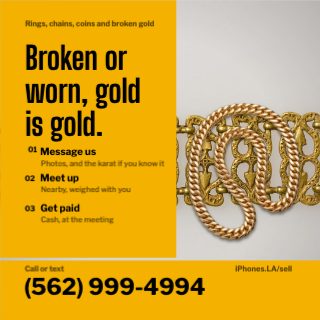 Rings, chains, coins and broken gold
Broken or
worn, gold
is gold.
01 Message us
Photos, and the karat if you know it
02 Meet up
Nearby, weighed with you
03 Get paid
Cash, at the meeting
Call or text
iPhones.LA/sell
(562) 999-4994